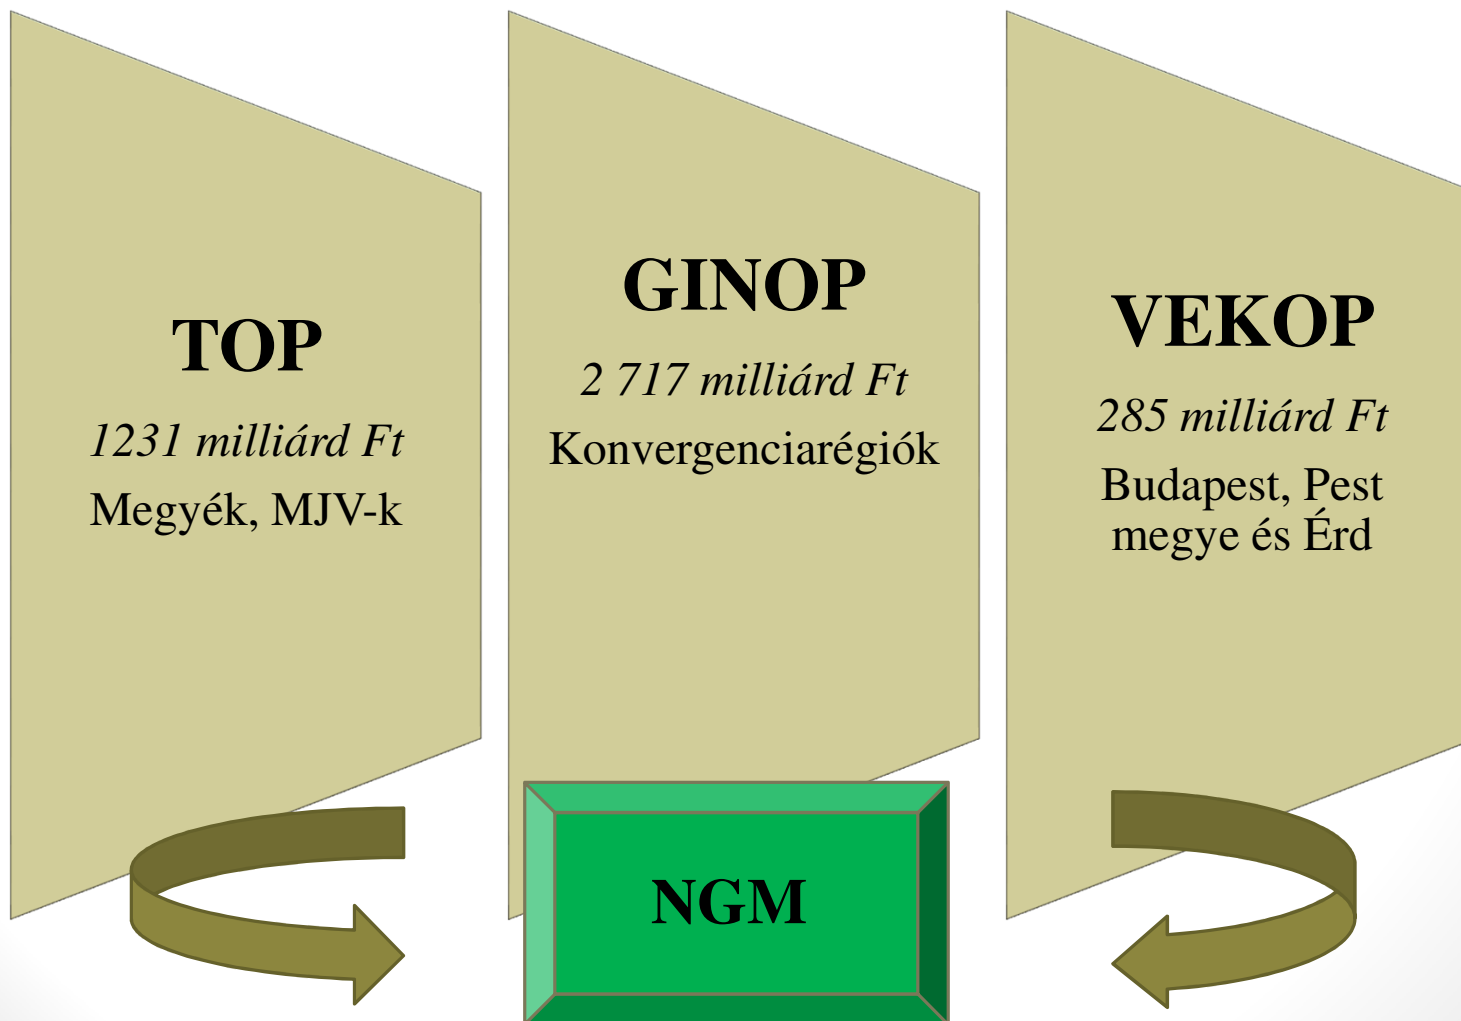 TOP
1231 milliárd Ft
Megyék, MJV-k
GINOP
2 717 milliárd Ft
Konvergenciarégiók
VEKOP
285 milliárd Ft
Budapest, Pest
megye és Érd
NGM